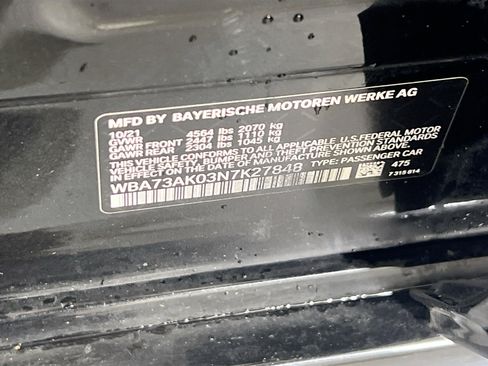 MFD BY BAYERISCHE MOTOREN WERKE AG
10/21
GVWR 4564 lbs 2070 kg
GAWR FRONT 2447 lbs 1110 kg
GAWR REAR 2304 lbs 1045 kg
THIS VEHICLE CONFORMS TO ALL APPLICABLE U.S. FEDERAL MOTOR
VEHICLE SAFETY, BUMPER AND THEFT PREVENTION STANDARDS
IN EFFECT ON THE DATE OF MANUFACTURE SHOWN ABOVE.
WBA73AK03N7K27848 TYPE: PASSENGER CAR
475
7 315 814